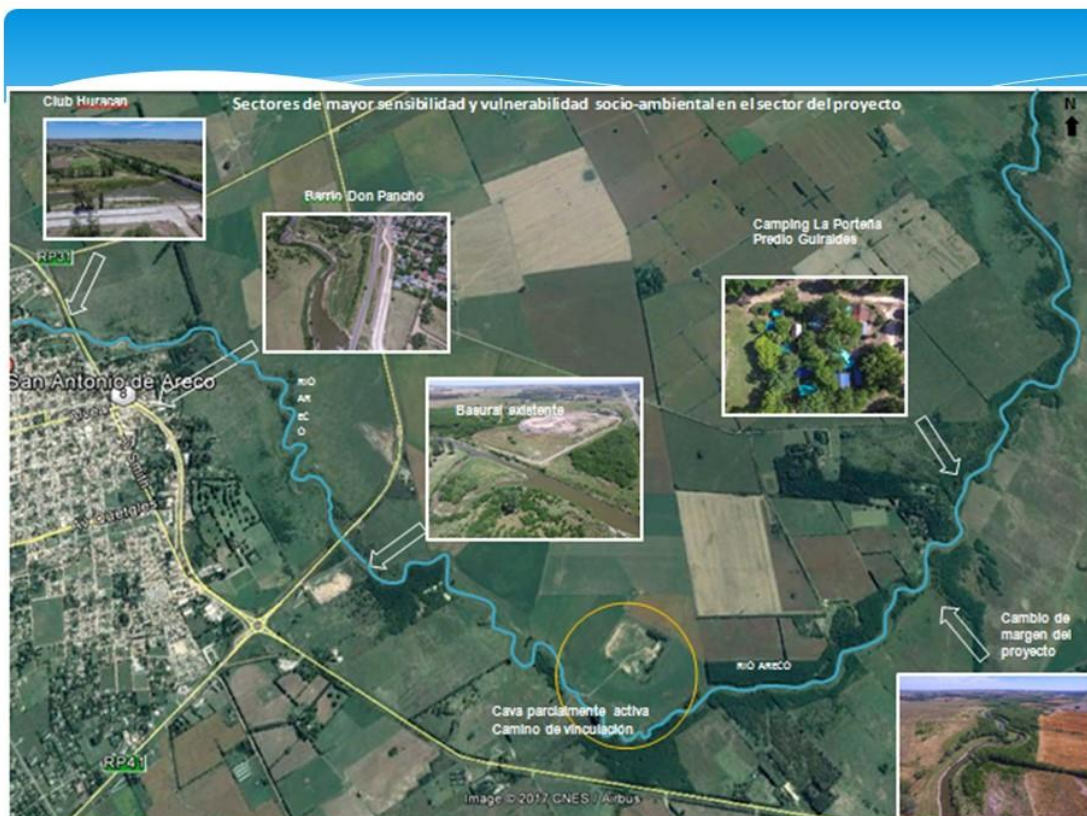 Club Huracan
Sectores de mayor sensibilidad y vulnerabilidad socio-ambiental en el sector del proyecto
N
Barrio Don Pancho
Camping La Porteña
Predio Guiraldes
RP31
San Antonio de Areco
8
RIO
AR
EC
O
Basural existente
Cambio de
margen del
proyecto
RIO ARECO
Cava parcialmente activa
Camino de vinculación
RP41
Image © 2017 CNES / Airbus